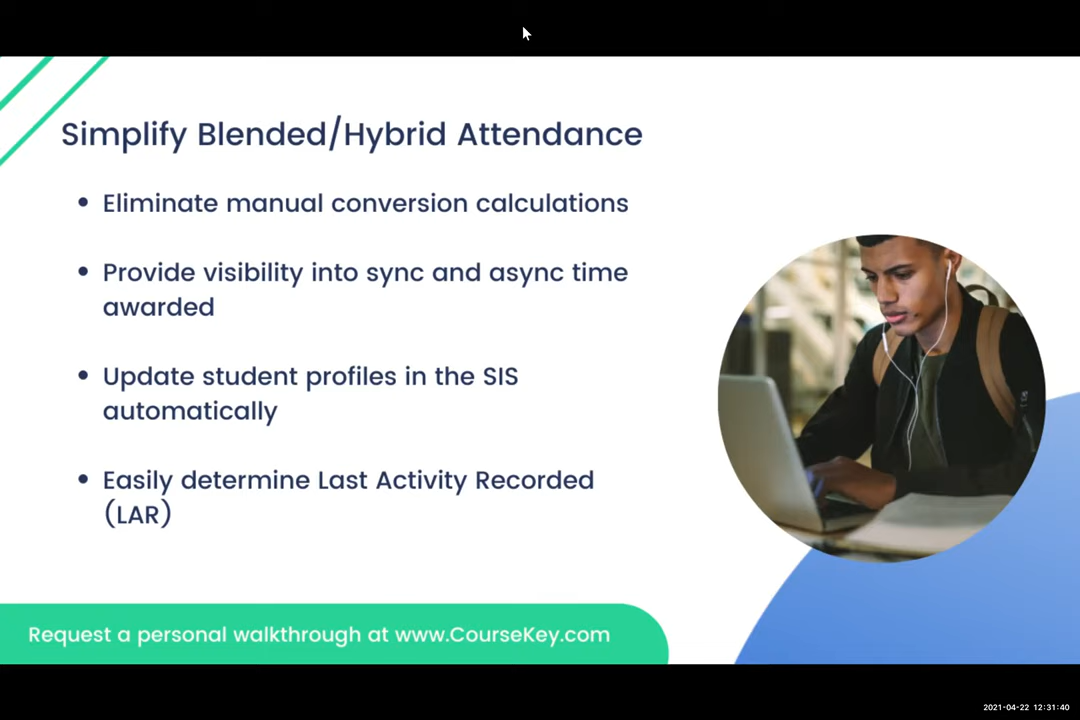 Simplify Blended/Hybrid Attendance
• Eliminate manual conversion calculations
• Provide visibility into sync and async time
awarded
• Update student profiles in the SIS
automatically
• Easily determine Last Activity Recorded
(LAR)
Request a personal walkthrough at www.CourseKey.com
2021-04-22 12:31:40